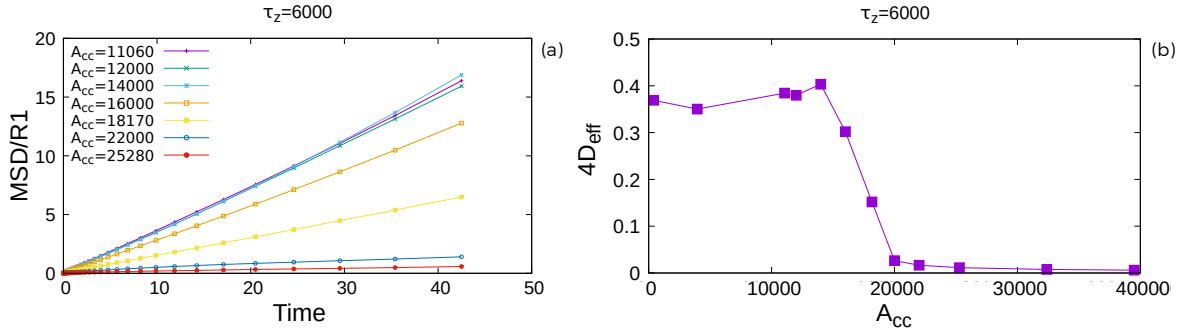 τz=6000
(a)
MSD/R1
20
15
10
5
0
Acc=11060
Acc=12000
Acc=14000
Acc=16000
Acc=18170
Acc=22000
Acc=25280
0 10 20 30 40 50
Time
τz=6000
(b)
4Deff
0.5
0.4
0.3
0.2
0.1
0
0 10000 20000 30000 40000
Acc